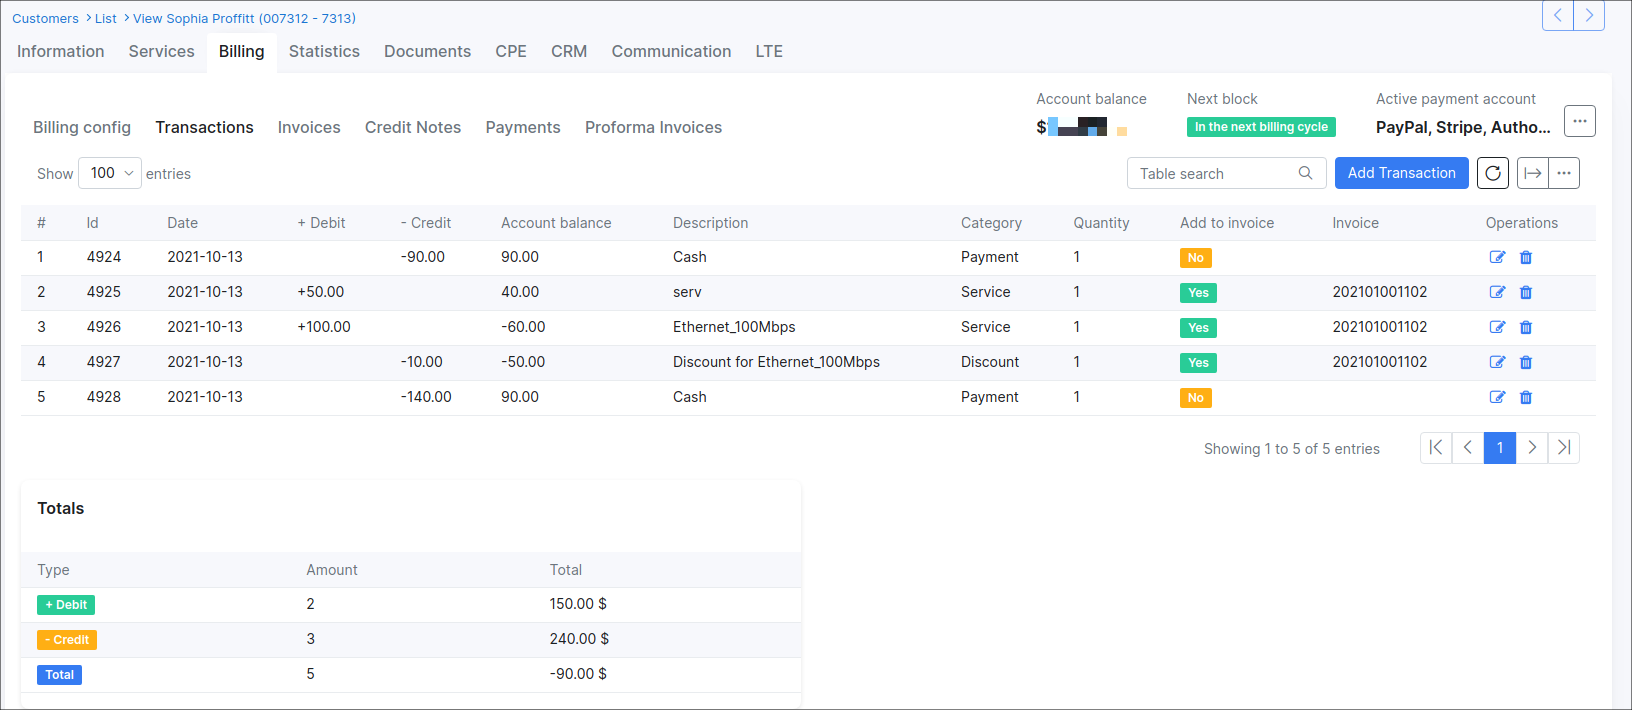 Customers > List > View Sophia Proffitt (007312 - 7313)
Information Services Billing Statistics Documents CPE CRM Communication LTE
Account balance Next block Active payment account
Billing config Transactions Invoices Credit Notes Payments Proforma Invoices $ In the next billing cycle PayPal, Stripe, Autho... ...
Show 100 entries Table search Add Transaction ...
# Id Date + Debit - Credit Account balance Description Category Quantity Add to invoice Invoice Operations
1 4924 2021-10-13 -90.00 90.00 Cash Payment 1 No
2 4925 2021-10-13 +50.00 40.00 serv Service 1 Yes 202101001102
3 4926 2021-10-13 +100.00 -60.00 Ethernet_100Mbps Service 1 Yes 202101001102
4 4927 2021-10-13 -10.00 -50.00 Discount for Ethernet_100Mbps Discount 1 Yes 202101001102
5 4928 2021-10-13 -140.00 90.00 Cash Payment 1 No
Showing 1 to 5 of 5 entries 1
Totals
Type Amount Total
+ Debit 2 150.00 $
- Credit 3 240.00 $
Total 5 -90.00 $